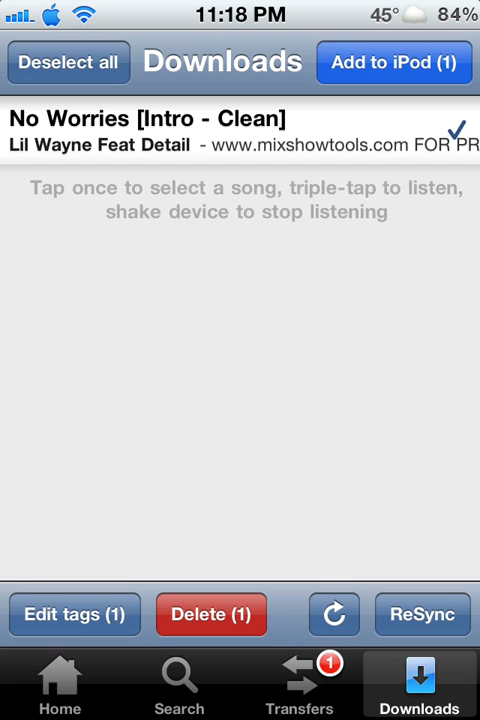 11:18 PM 45° 84%
Deselect all Downloads Add to iPod (1)
No Worries [Intro - Clean]
Lil Wayne Feat Detail - www.mixshowtools.com FOR PR
Tap once to select a song, triple-tap to listen,
shake device to stop listening
Edit tags (1) Delete (1) ReSync
1
Home Search Transfers Downloads